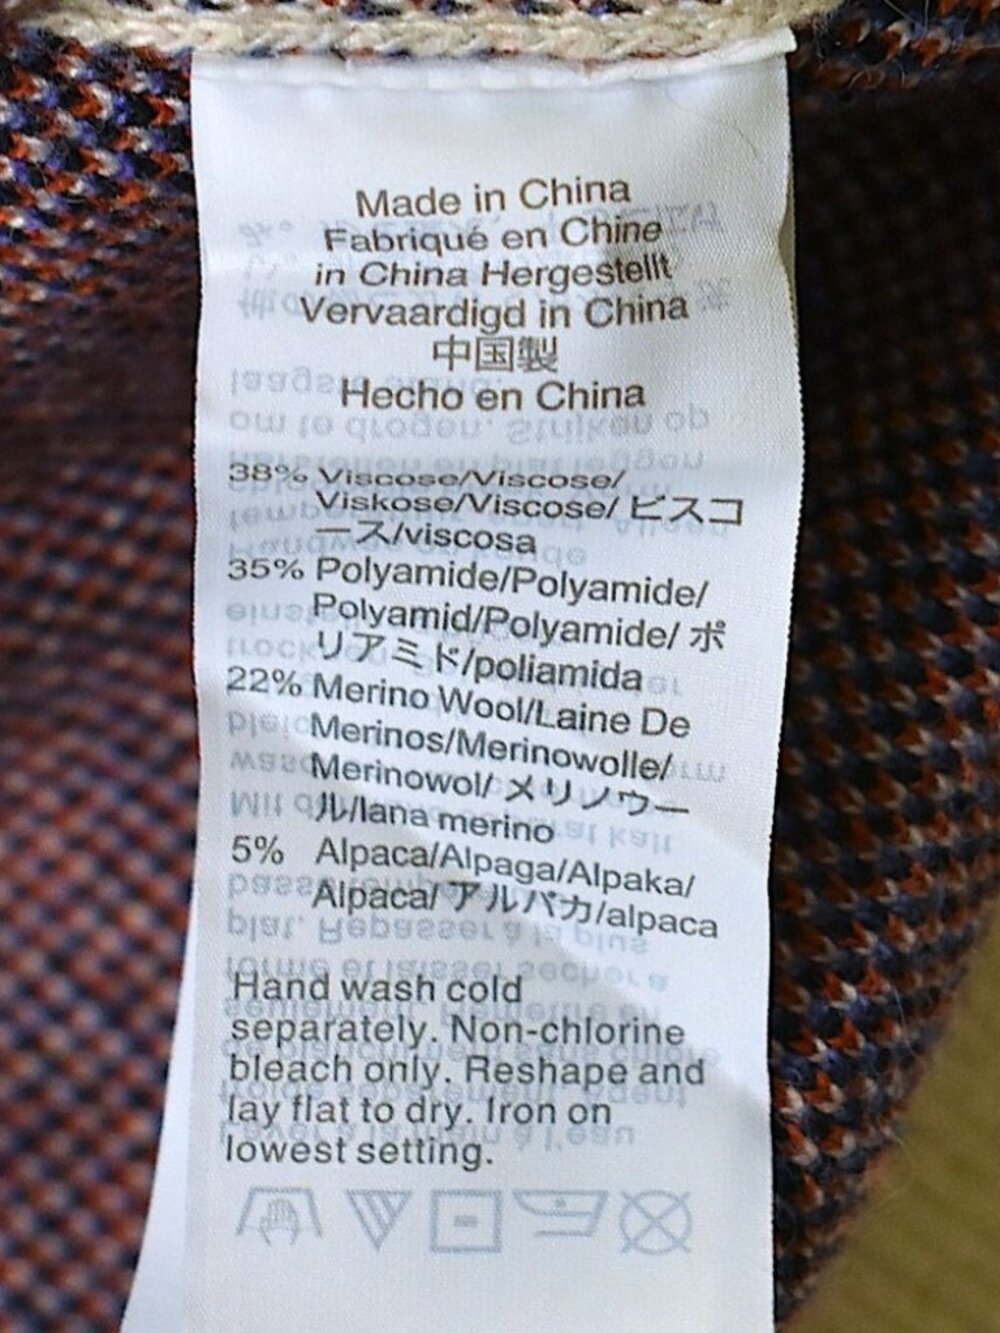 Made in China
Fabriqué en Chine
in China Hergestellt
Vervaardigd in China
中国製
Hecho en China
38% Viscose/Viscose/
Viskose/Viscose/ ビスコ
ース/viscosa
35% Polyamide/Polyamide/
Polyamid/Polyamide/ ポ
リアミド/poliamida
22% Merino Wool/Laine De
Merinos/Merinowolle/
Merinowol/ メリノウー
ル/lana merino
5% Alpaca/Alpaga/Alpaka/
Alpaca/ アルパカ/alpaca
Hand wash cold
separately. Non-chlorine
bleach only. Reshape and
lay flat to dry. Iron on
lowest setting.